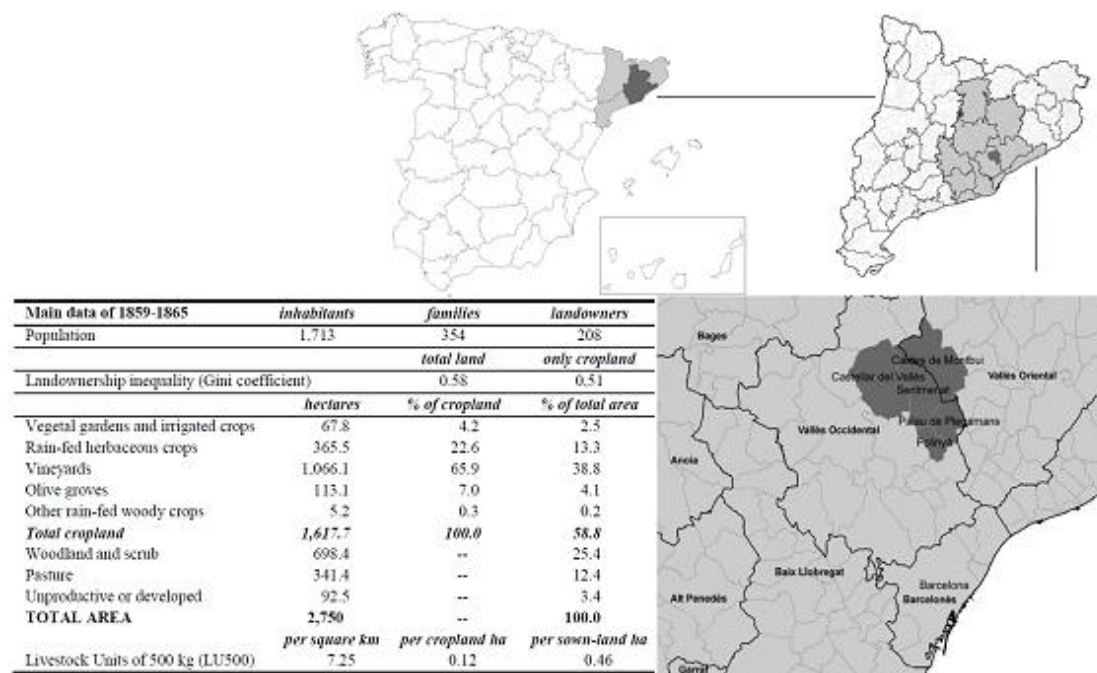 Main data of 1859-1865 inhabitants families landowners
Population 1,713 354 208
total land only cropland
Landownership inequality (Gini coefficient) 0.58 0.51
hectares % of cropland % of total area
Vegetal gardens and irrigated crops 67.8 4.2 2.5
Rain-fed herbaceous crops 365.5 22.6 13.3
Vineyards 1.066.1 65.9 38.8
Olive groves 113.1 7.0 4.1
Other rain-fed woody crops 5.2 0.3 0.2
Total cropland 1,617.7 100.0 58.8
Woodland and scrub 698.4 -- 25.4
Pasture 341.4 -- 12.4
Unproductive or developed 92.5 -- 3.4
TOTAL AREA 2,750 -- 100.0
per square km per cropland ha per sown-land ha
Livestock Units of 500 kg (LU500) 7.25 0.12 0.46
Bages
Caldes de Montbui
Castellar del Vallès
Vallès Oriental
Sentmenat
Palau de Plegamans
Vallès Occidental
Polinyà
Anoia
Baix Llobregat
Barcelona
Alt Penedès
Barcelonès
Garraf